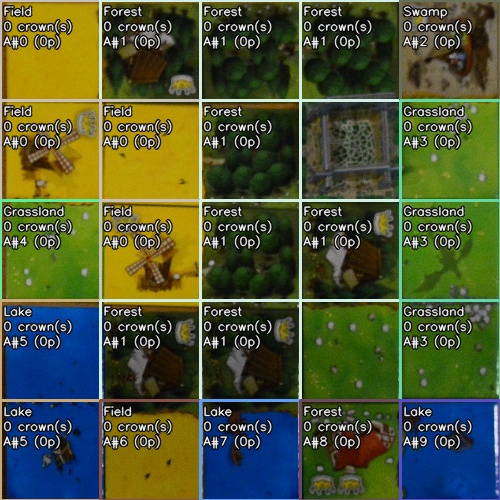 Field
0 crown(s)
A#0 (0p)
Forest
0 crown(s)
A#1 (0p)
Forest
0 crown(s)
A#1 (0p)
Forest
0 crown(s)
A#1 (0p)
Swamp
0 crown(s)
A#2 (0p)
Field
0 crown(s)
A#0 (0p)
Field
0 crown(s)
A#0 (0p)
Forest
0 crown(s)
A#1 (0p)
Grassland
0 crown(s)
A#3 (0p)
Grassland
0 crown(s)
A#4 (0p)
Field
0 crown(s)
A#0 (0p)
Forest
0 crown(s)
A#1 (0p)
Forest
0 crown(s)
A#1 (0p)
Grassland
0 crown(s)
A#3 (0p)
Lake
0 crown(s)
A#5 (0p)
Forest
0 crown(s)
A#1 (0p)
Forest
0 crown(s)
A#1 (0p)
Grassland
0 crown(s)
A#3 (0p)
Lake
0 crown(s)
A#5 (0p)
Field
0 crown(s)
A#6 (0p)
Lake
0 crown(s)
A#7 (0p)
Forest
0 crown(s)
A#8 (0p)
Lake
0 crown(s)
A#9 (0p)